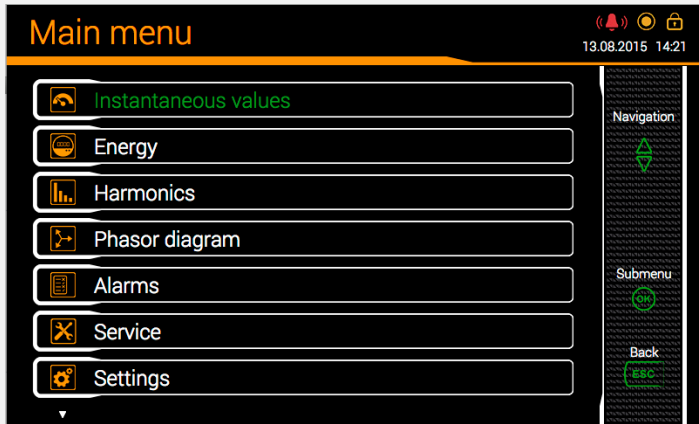 Main menu
13.08.2015 14:21
Instantaneous values
Energy
Harmonics
Phasor diagram
Alarms
Service
Settings
Navigation
Submenu
OK
Back
ESC